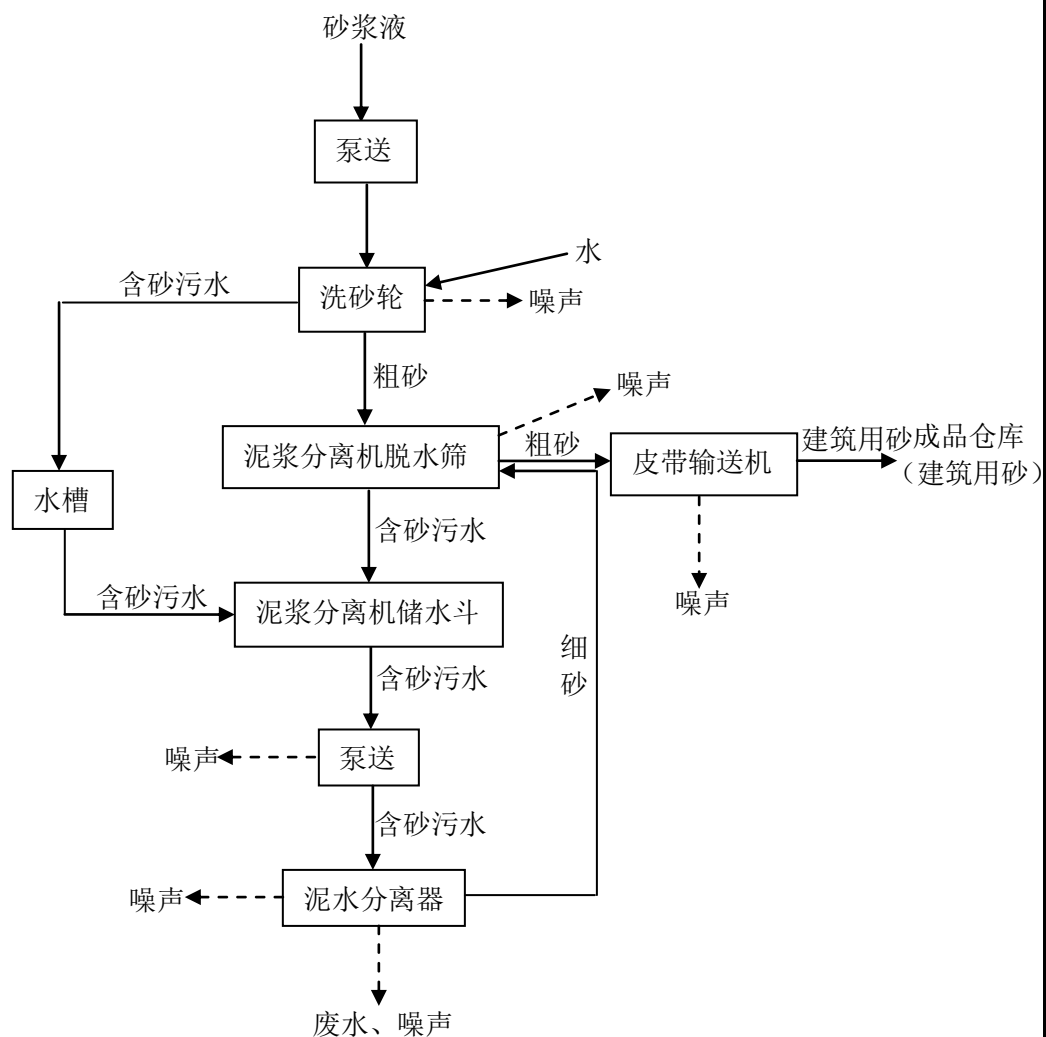 砂浆液
泵送
水
含砂污水
洗砂轮
噪声
粗砂
噪声
泥浆分离机脱水筛
粗砂
皮带输送机
建筑用砂成品仓库
（建筑用砂）
水槽
含砂污水
含砂污水
泥浆分离机储水斗
噪声
细
砂
含砂污水
噪声
泵送
含砂污水
噪声
泥水分离器
废水、噪声